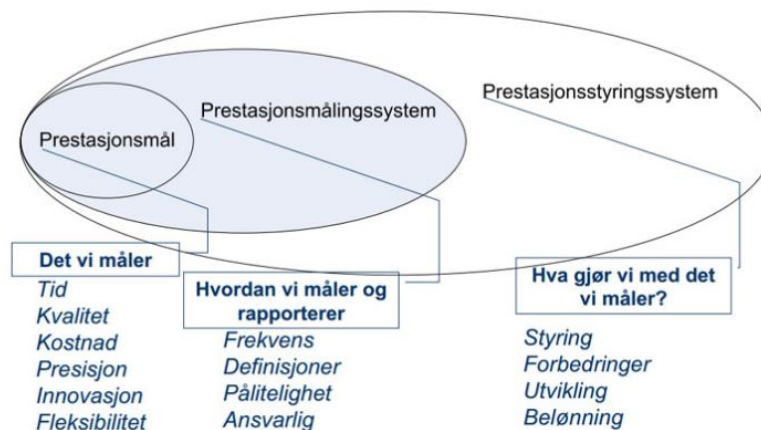 Prestasjonsmål
Prestasjonsmålingssystem
Prestasjonsstyringssystem
Det vi måler
Tid
Kvalitet
Kostnad
Presisjon
Innovasjon
Fleksibilitet
Hvordan vi måler og
rapporterer
Frekvens
Definisjoner
Pålitelighet
Ansvarlig
Hva gjør vi med det
vi måler?
Styring
Forbedringer
Utvikling
Belønning